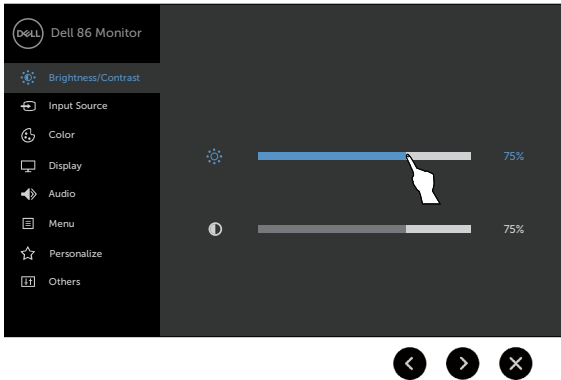 DELL
Dell 86 Monitor
Brightness/Contrast
Input Source
Color
Display
Audio
Menu
Personalize
Others
75%
75%